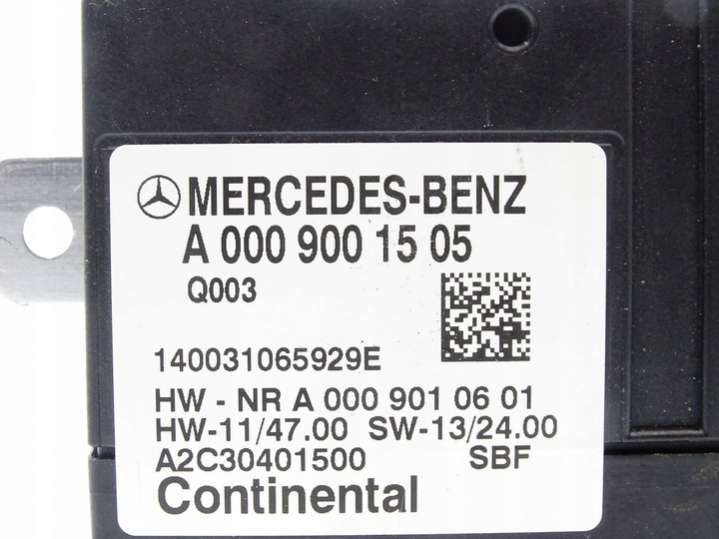 MERCEDES-BENZ
A 000 900 15 05
Q003
140031065929E
HW - NR A 000 901 06 01
HW-11/47.00 SW-13/24.00
A2C30401500 SBF
Continental